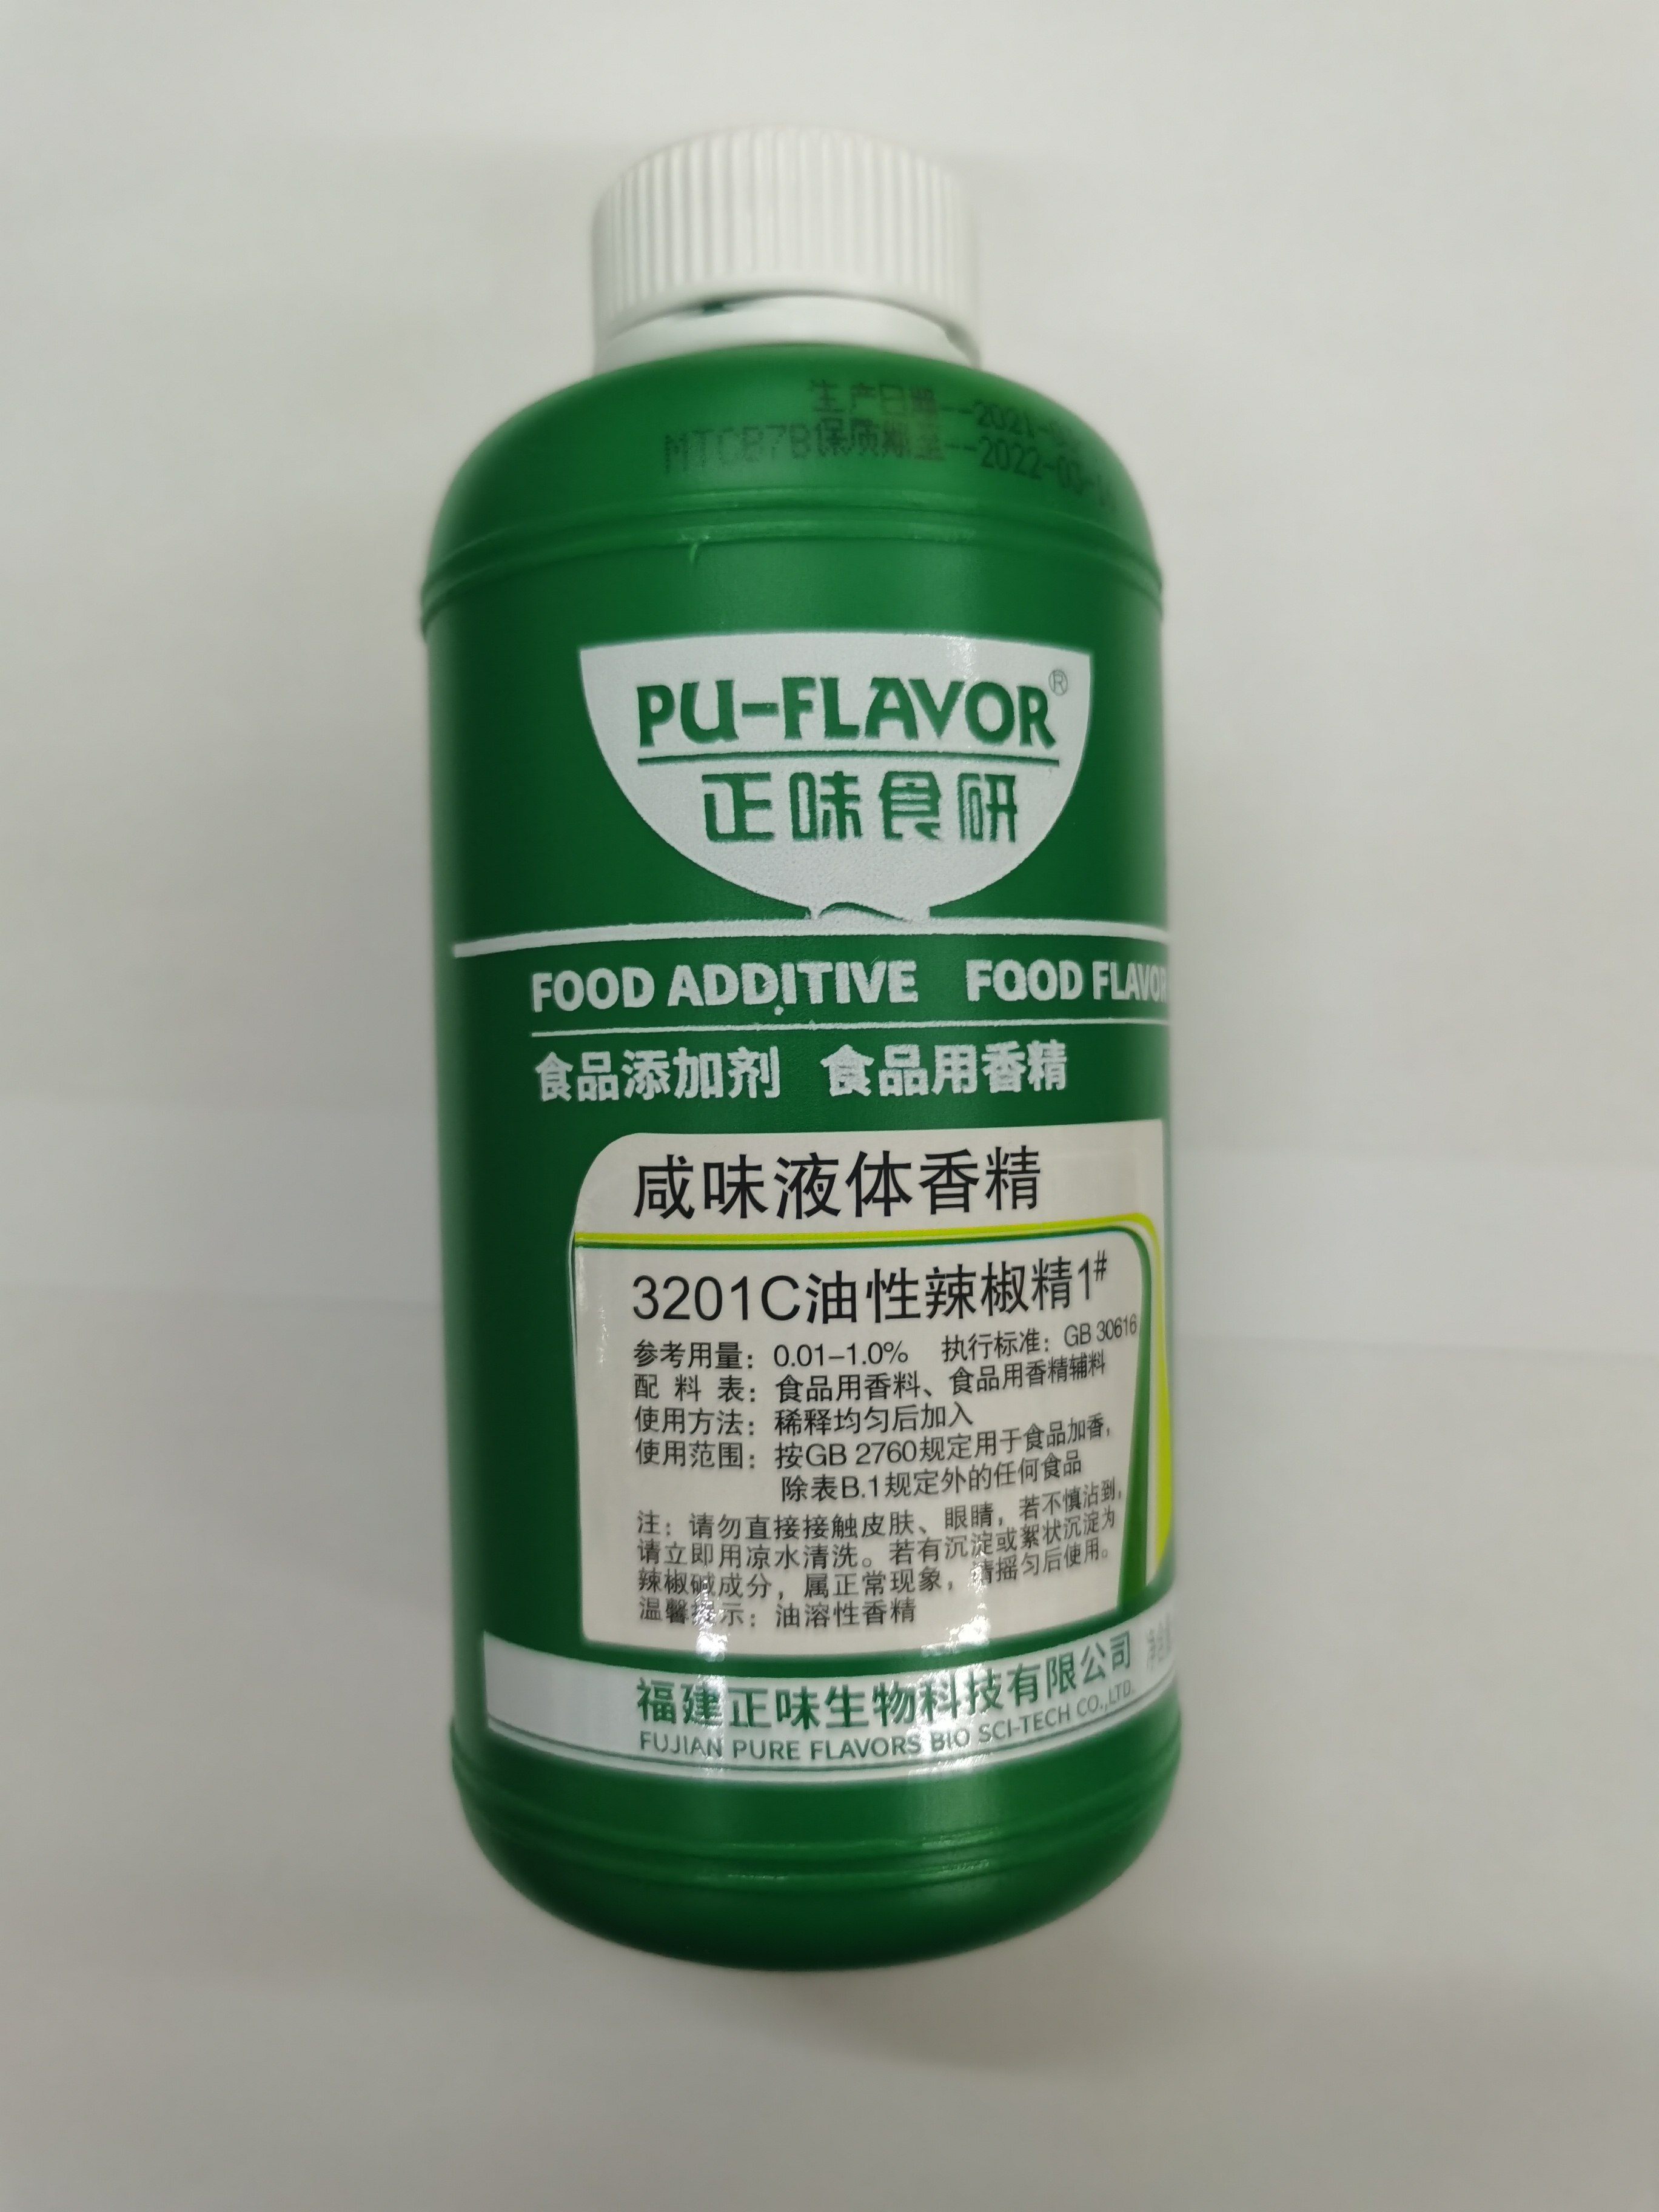 生产日期--2021-
MTCB7B保质期至--2022-03-
PU-FLAVOR®
正味食研
FOOD ADDITIVE FOOD FLAVOR
食品添加剂 食品用香精
咸味液体香精
3201C油性辣椒精1#
参考用量：0.01-1.0% 执行标准：GB 30616
配 料 表：食品用香料、食品用香精辅料
使用方法：稀释均匀后加入
使用范围：按GB 2760规定用于食品加香，
除表B.1规定外的任何食品
注：请勿直接接触皮肤、眼睛，若不慎沾到，
请立即用凉水清洗。若有沉淀或絮状沉淀为
辣椒碱成分，属正常现象，请摇匀后使用。
温馨提示：油溶性香精
福建正味生物科技有限公司
FUJIAN PURE FLAVORS BIO SCI-TECH CO.,LTD.